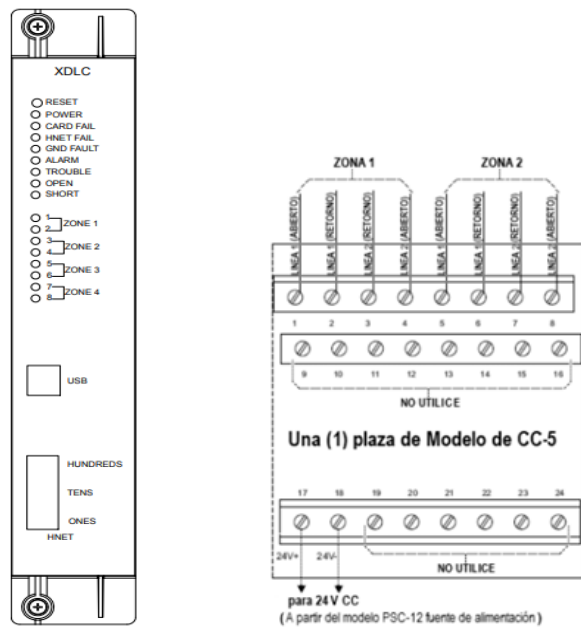 XDLC
RESET
POWER
CARD FAIL
HNET FAIL
GND FAULT
ALARM
TROUBLE
OPEN
SHORT
1
2
ZONE 1
3
4
ZONE 2
5
6
ZONE 3
7
8
ZONE 4
USB
HUNDREDS
TENS
ONES
HNET
ZONA 1
ZONA 2
LINEA 1 (ABIERTO)
LINEA 1 (RETORNO)
LINEA 2 (RETORNO)
LINEA 2 (ABIERTO)
LINEA 1 (ABIERTO)
LINEA 1 (RETORNO)
LINEA 2 (RETORNO)
LINEA 2 (ABIERTO)
1 2 3 4 5 6 7 8
9 10 11 12 13 14 15 16
NO UTILICE
Una (1) plaza de Modelo de CC-5
17 18 19 20 21 22 23 24
24V+ 24V-
NO UTILICE
para 24 V CC
( A partir del modelo PSC-12 fuente de alimentación )